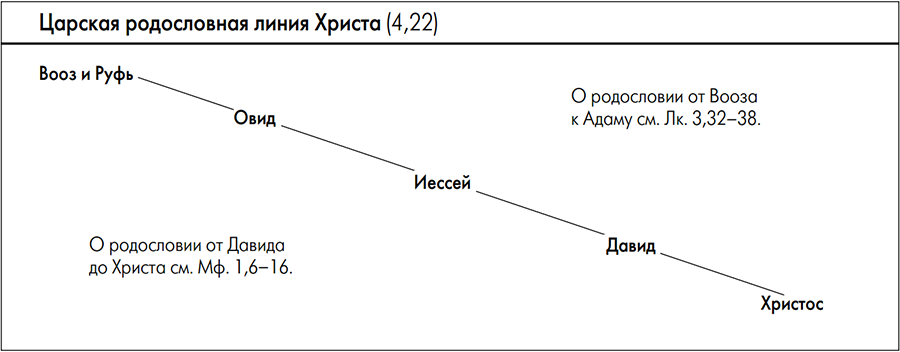 Царская родословная линия Христа (4,22)
Вооз и Руфь
Овид
О родословии от Вооза
к Адаму см. Лк. 3,32–38.
Иессей
О родословии от Давида
до Христа см. Мф. 1,6–16.
Давид
Христос